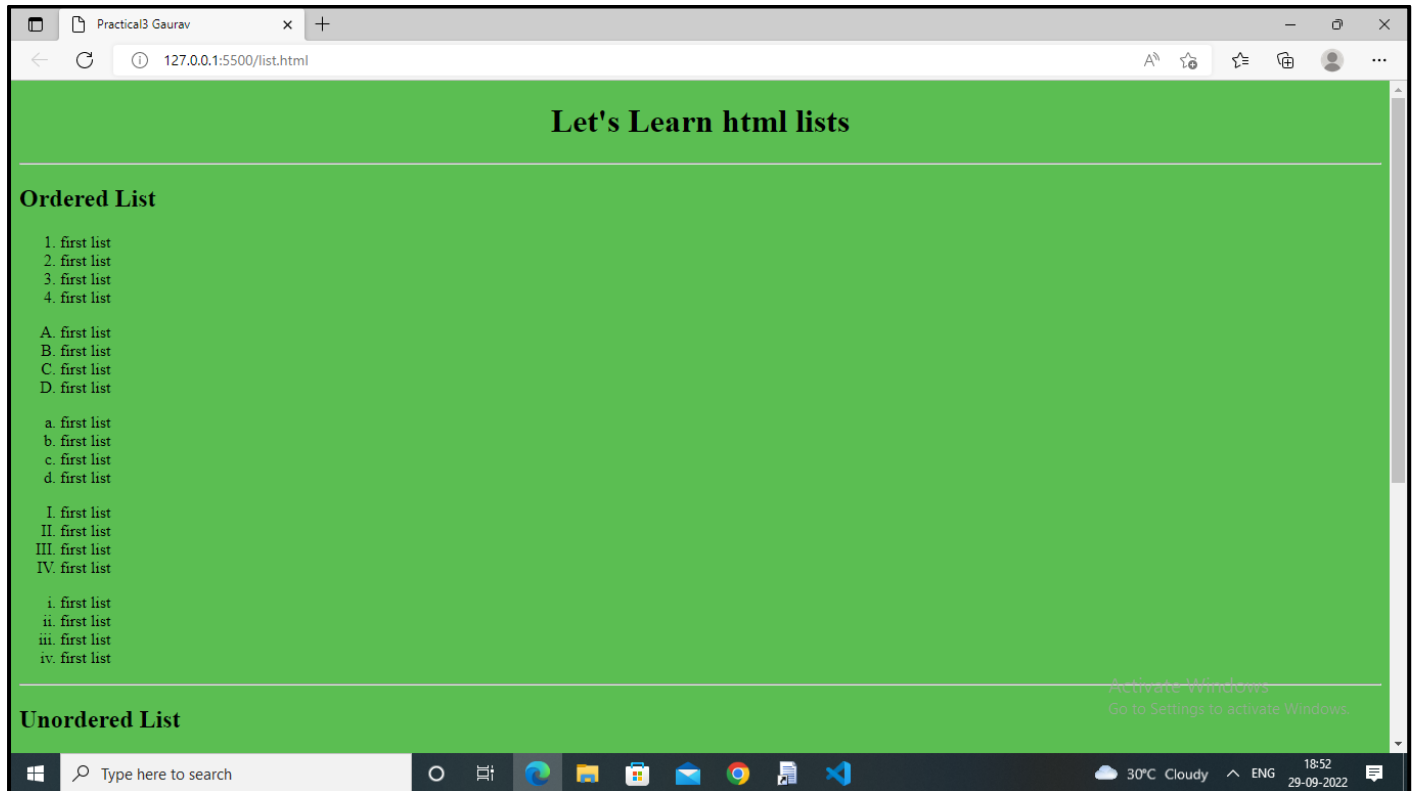 Practical3 Gaurav
127.0.0.1:5500/list.html
Let's Learn html lists
Ordered List
1. first list
2. first list
3. first list
4. first list
A. first list
B. first list
C. first list
D. first list
a. first list
b. first list
c. first list
d. first list
I. first list
II. first list
III. first list
IV. first list
i. first list
ii. first list
iii. first list
iv. first list
Activate Windows
Go to Settings to activate Windows.
Unordered List
Type here to search
30°C Cloudy
ENG
18:52
29-09-2022